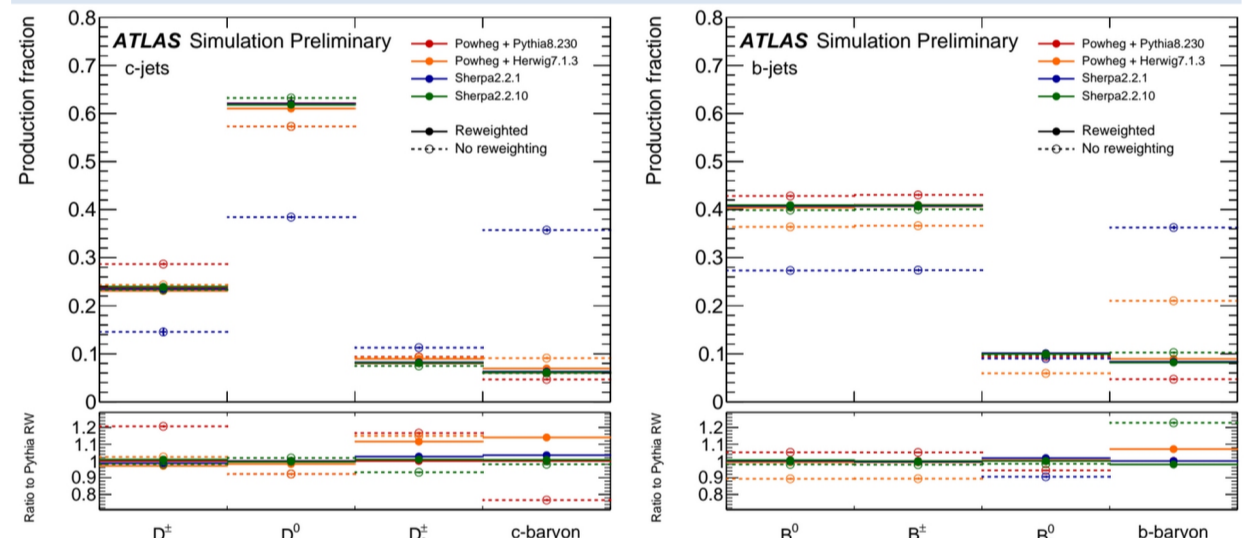 ATLAS Simulation Preliminary
c-jets
Production fraction
Powheg + Pythia8.230
Powheg + Herwig7.1.3
Sherpa2.2.1
Sherpa2.2.10
Reweighted
No reweighting
0.8
0.7
0.6
0.5
0.4
0.3
0.2
0.1
0
Ratio to Pythia RW
1.2
1.1
1
0.9
0.8
D±
D⁰
D±
c-baryon
ATLAS Simulation Preliminary
b-jets
Production fraction
Powheg + Pythia8.230
Powheg + Herwig7.1.3
Sherpa2.2.1
Sherpa2.2.10
Reweighted
No reweighting
0.8
0.7
0.6
0.5
0.4
0.3
0.2
0.1
0
Ratio to Pythia RW
1.2
1.1
1
0.9
0.8
B⁰
B±
B⁰
b-baryon